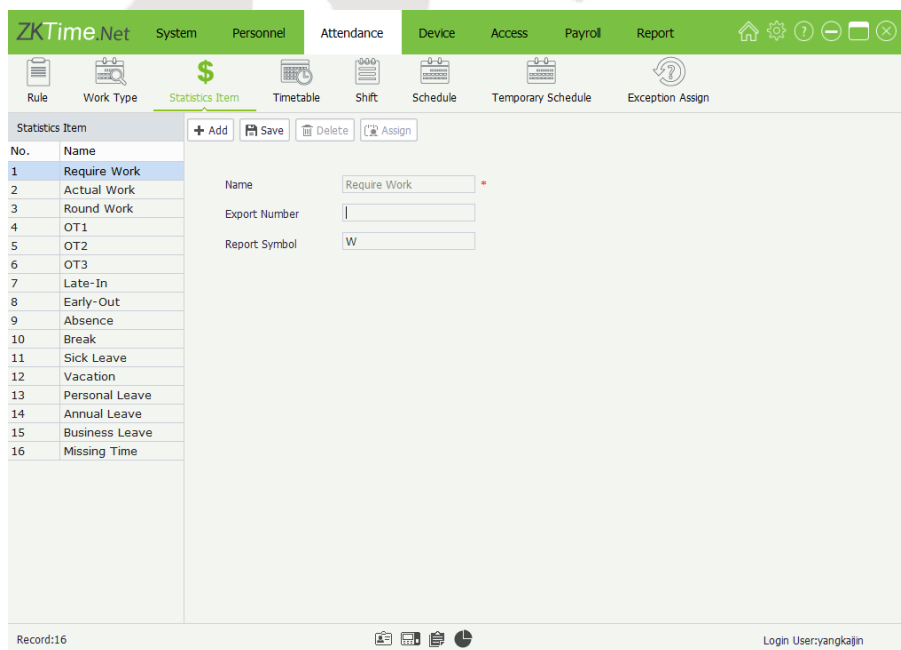 ZKTime.Net System Personnel Attendance Device Access Payroll Report
Rule Work Type Statistics Item Timetable Shift Schedule Temporary Schedule Exception Assign
Statistics Item
Add Save Delete Assign
No. Name
1 Require Work
2 Actual Work
3 Round Work
4 OT1
5 OT2
6 OT3
7 Late-In
8 Early-Out
9 Absence
10 Break
11 Sick Leave
12 Vacation
13 Personal Leave
14 Annual Leave
15 Business Leave
16 Missing Time
Name Require Work *
Export Number
Report Symbol W
Record:16
Login User:yangkaijin